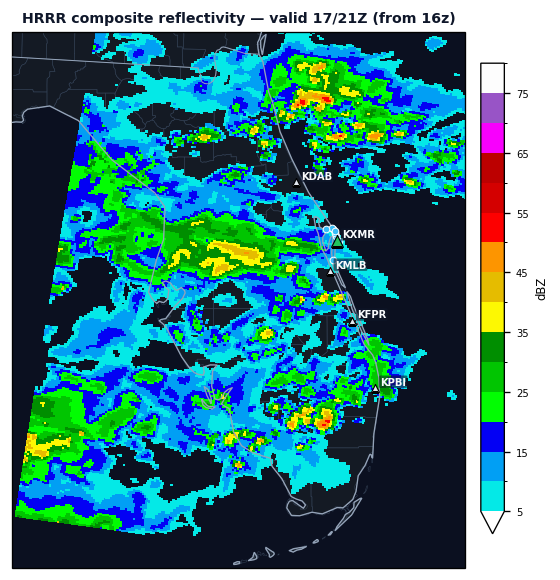 HRRR composite reflectivity — valid 17/21Z (from 16z)
KDAB
KXMR
KMLB
KFPR
KPBI
75
65
55
45
35
25
15
5
dBZ